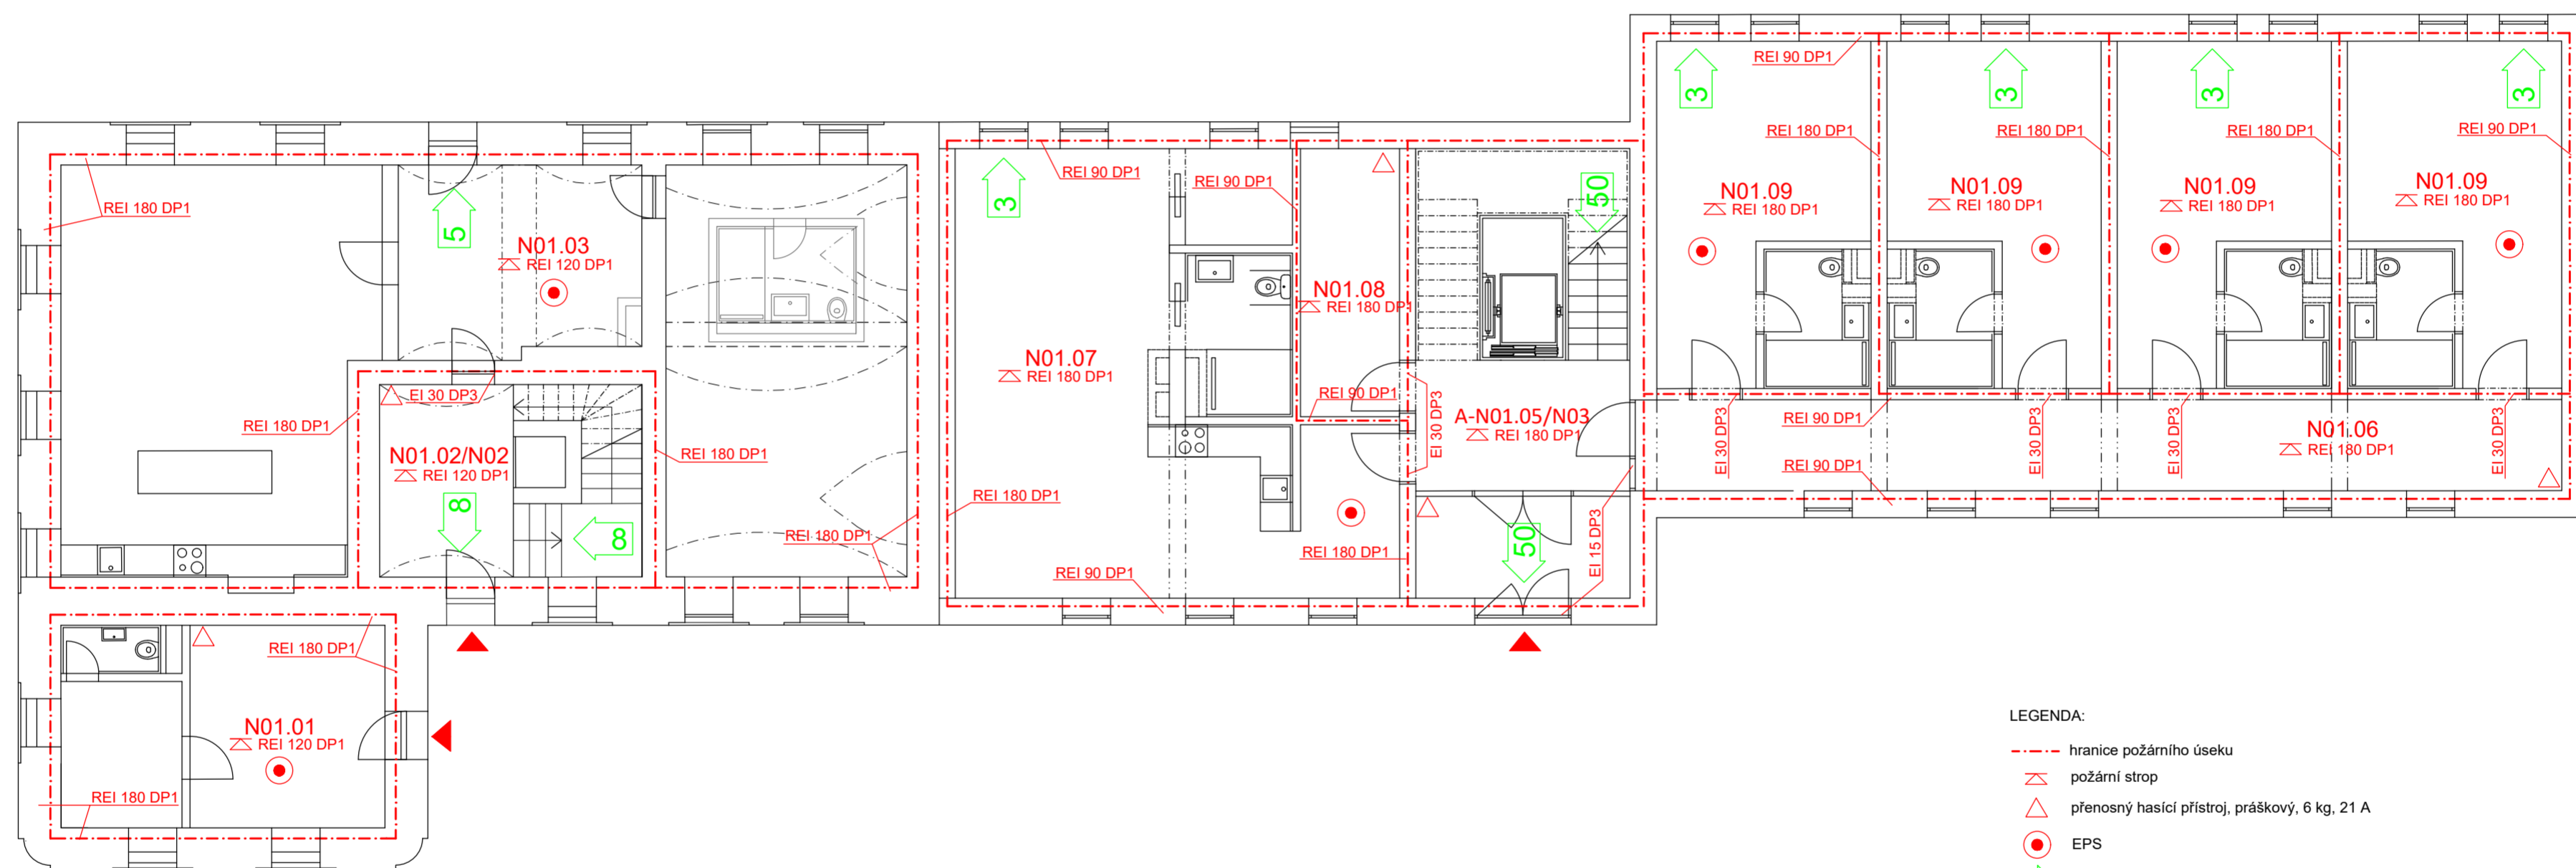 REI 90 DP1
3
3
3
3
REI 180 DP1
REI 180 DP1
REI 180 DP1
REI 90 DP1
REI 90 DP1
REI 90 DP1
3
50
N01.09
REI 180 DP1
N01.09
REI 180 DP1
N01.09
REI 180 DP1
N01.09
REI 180 DP1
REI 180 DP1
5
N01.03
REI 120 DP1
N01.08
REI 180 DP1
N01.07
REI 180 DP1
EI 30 DP3
REI 90 DP1
REI 180 DP1
EI 30 DP3
A-N01.05/N03
REI 180 DP1
EI 30 DP3
REI 90 DP1
EI 30 DP3
EI 30 DP3
N01.06
REI 180 DP1
EI 30 DP3
N01.02/N02
REI 120 DP1
REI 180 DP1
REI 90 DP1
REI 180 DP1
8
8
REI 180 DP1
REI 180 DP1
50
EI 15 DP3
REI 90 DP1
REI 180 DP1
N01.01
REI 120 DP1
REI 180 DP1
LEGENDA:
hranice požárního úseku
požární strop
přenosný hasící přístroj, práškový, 6 kg, 21 A
EPS